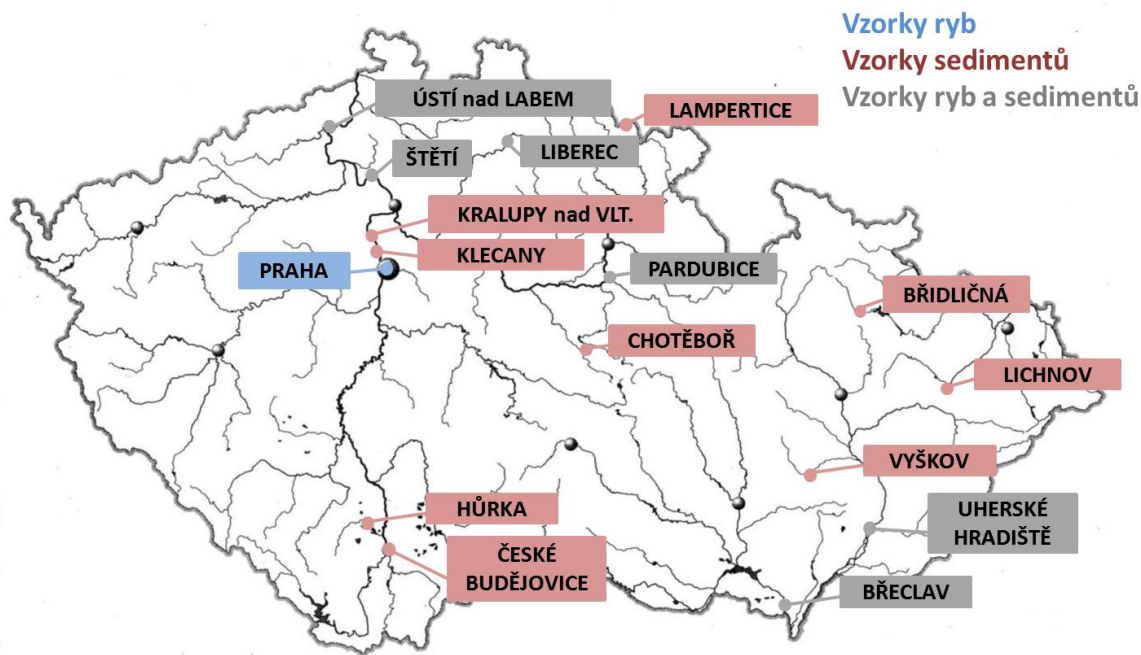 Vzorky ryb
Vzorky sedimentů
Vzorky ryb a sedimentů
ÚSTÍ nad LABEM
LAMPERTICE
ŠTĚTÍ
LIBEREC
KRALUPY nad VLT.
KLECANY
PRAHA
PARDUBICE
BŘIDLIČNÁ
CHOTĚBOŘ
LICHNOV
VYŠKOV
HŮRKA
UHERSKÉ
HRADIŠTĚ
ČESKÉ
BUDĚJOVICE
BŘECLAV